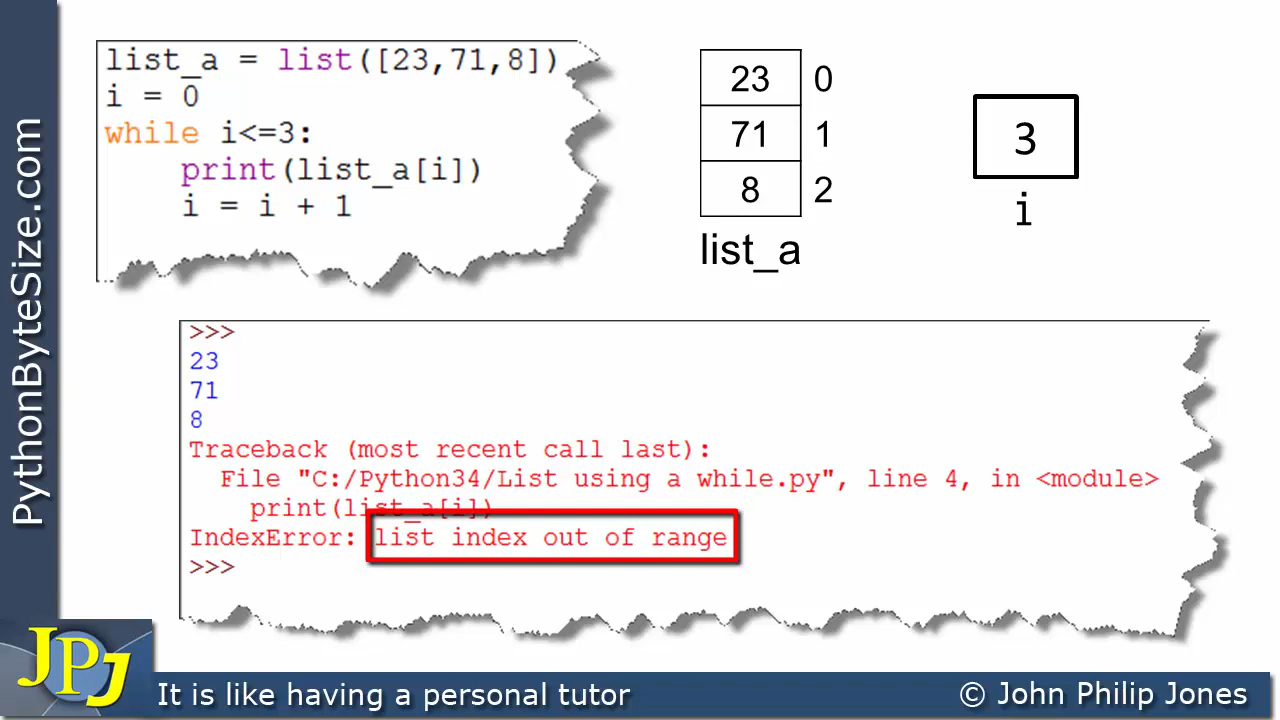 PythonByteSize.com
list_a = list([23,71,8])
i = 0
while i<=3:
print(list_a[i])
i = i + 1
23 0
71 1
8 2
list_a
3
i
>>>
23
71
8
Traceback (most recent call last):
File "C:/Python34/List using a while.py", line 4, in <module>
print(list_a[i])
IndexError: list index out of range
>>>
JPJ
It is like having a personal tutor
© John Philip Jones